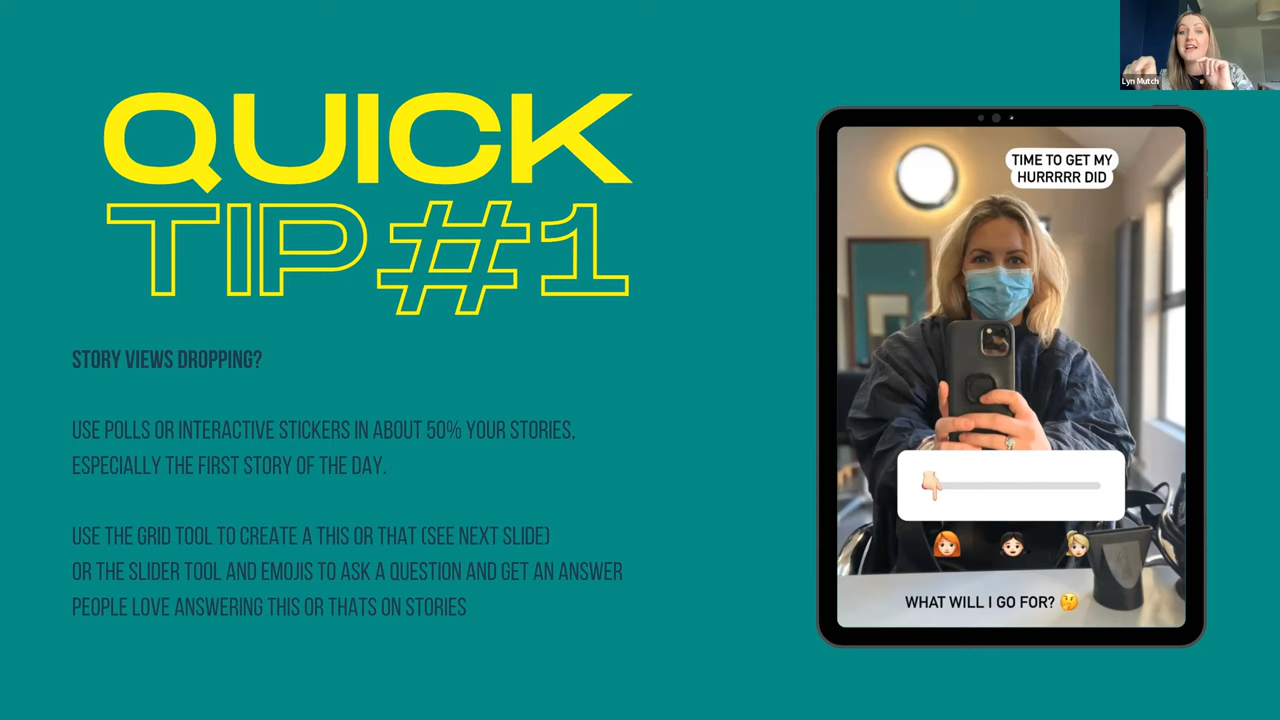 QUICK
TIP #1
STORY VIEWS DROPPING?
USE POLLS OR INTERACTIVE STICKERS IN ABOUT 50% YOUR STORIES,
ESPECIALLY THE FIRST STORY OF THE DAY.
USE THE GRID TOOL TO CREATE A THIS OR THAT (SEE NEXT SLIDE)
OR THE SLIDER TOOL AND EMOJIS TO ASK A QUESTION AND GET AN ANSWER
PEOPLE LOVE ANSWERING THIS OR THATS ON STORIES
TIME TO GET MY
HURRRRR DID
WHAT WILL I GO FOR? 🤔
Lyn Mutch